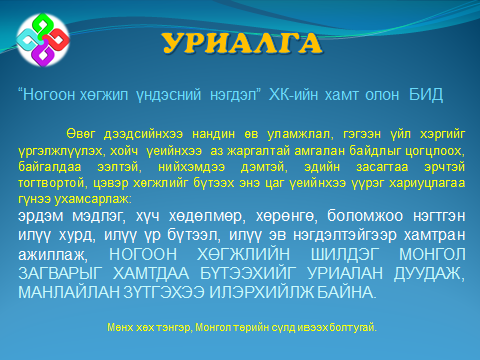 УРИАЛГА
“Ногоон хөгжил үндэсний нэгдэл” ХК-ийн хамт олон БИД
Өвөг дээдсийнхээ нандин өв уламжлал, гэгээн үйл хэргийг
үргэлжлүүлэх, хойч үеийнхээ аз жаргалтай амгалан байдлыг цогцлоох,
байгалдаа ээлтэй, нийхэмдээ дэмтэй, эдийн засагтаа эрчтэй
тогтвортой, цэвэр хөгжлийг бүтээх энэ цаг үеийнхээ үүрэг хариуцлагаа
гүнээ ухамсарлаж:
эрдэм мэдлэг, хүч хөдөлмөр, хөрөнгө, боломжоо нэгтгэн
илүү хурд, илүү үр бүтээл, илүү эв нэгдэлтэйгээр хамтран
ажиллаж, НОГООН ХӨГЖЛИЙН ШИЛДЭГ МОНГОЛ
ЗАГВАРЫГ ХАМТДАА БҮТЭЭХИЙГ УРИАЛАН ДУУДАЖ,
МАНЛАЙЛАН ЗҮТГЭХЭЭ ИЛЭРХИЙЛЖ БАЙНА.
Мөнх хөх тэнгэр, Монгол төрийн сүлд ивээх болтугай.